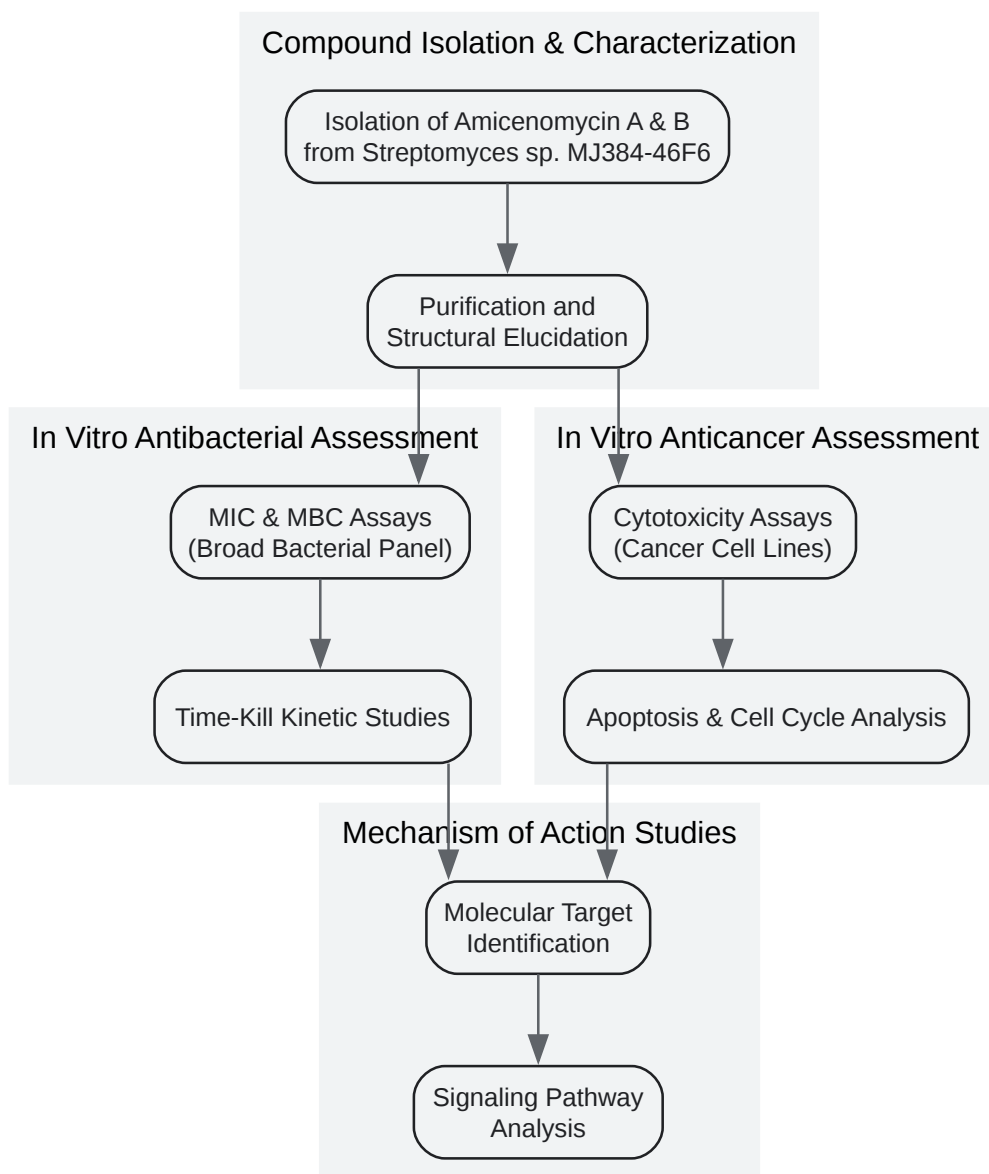 Compound Isolation & Characterization
Isolation of Amicenomycin A & B
from Streptomyces sp. MJ384-46F6
Purification and
Structural Elucidation
In Vitro Antibacterial Assessment
MIC & MBC Assays
(Broad Bacterial Panel)
Time-Kill Kinetic Studies
In Vitro Anticancer Assessment
Cytotoxicity Assays
(Cancer Cell Lines)
Apoptosis & Cell Cycle Analysis
Mechanism of Action Studies
Molecular Target
Identification
Signaling Pathway
Analysis